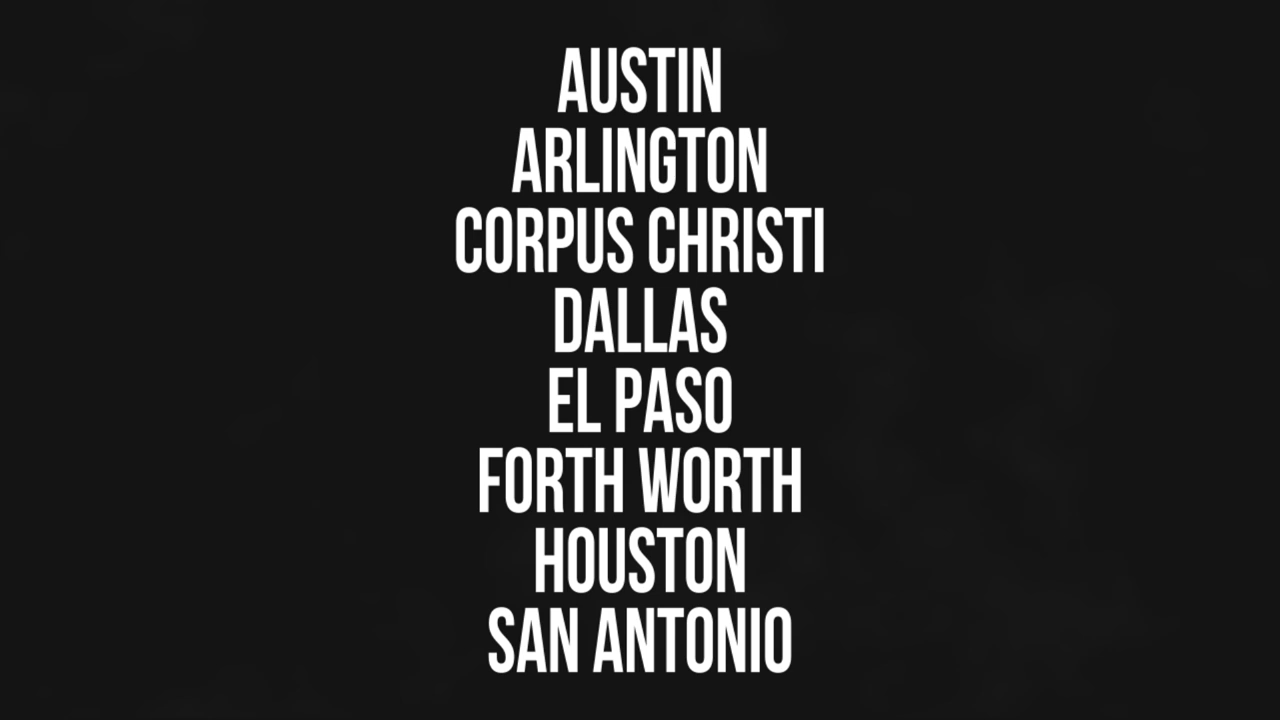 AUSTIN
ARLINGTON
CORPUS CHRISTI
DALLAS
EL PASO
FORTH WORTH
HOUSTON
SAN ANTONIO